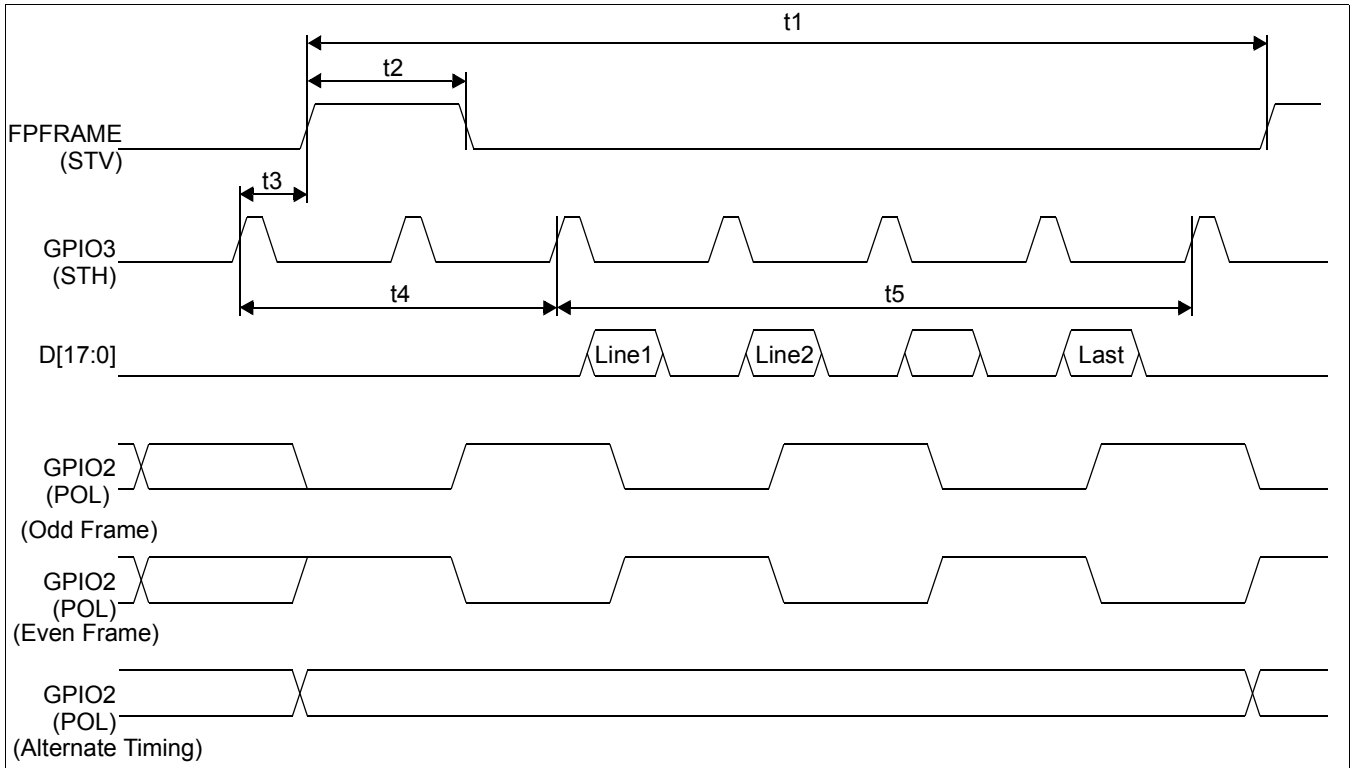 t1
t2
FPFRAME
(STV)
t3
GPIO3
(STH)
t4
t5
D[17:0]
Line1
Line2
Last
GPIO2
(POL)
(Odd Frame)
GPIO2
(POL)
(Even Frame)
GPIO2
(POL)
(Alternate Timing)